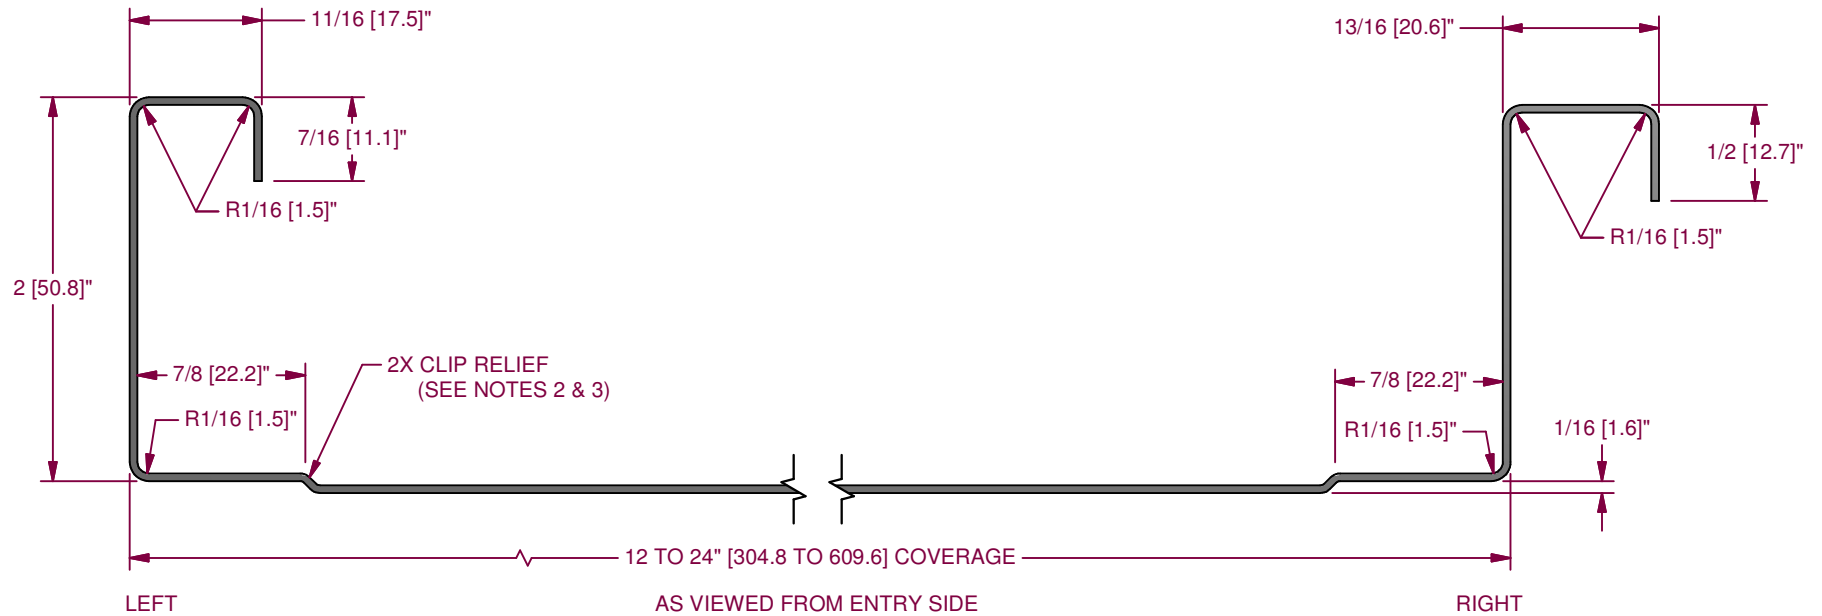 11/16 [17.5]"
13/16 [20.6]"
7/16 [11.1]"
1/2 [12.7]"
R1/16 [1.5]"
R1/16 [1.5]"
2 [50.8]"
7/8 [22.2]"
2X CLIP RELIEF
(SEE NOTES 2 & 3)
7/8 [22.2]"
R1/16 [1.5]"
R1/16 [1.5]"
1/16 [1.6]"
12 TO 24" [304.8 TO 609.6] COVERAGE
LEFT
AS VIEWED FROM ENTRY SIDE
RIGHT